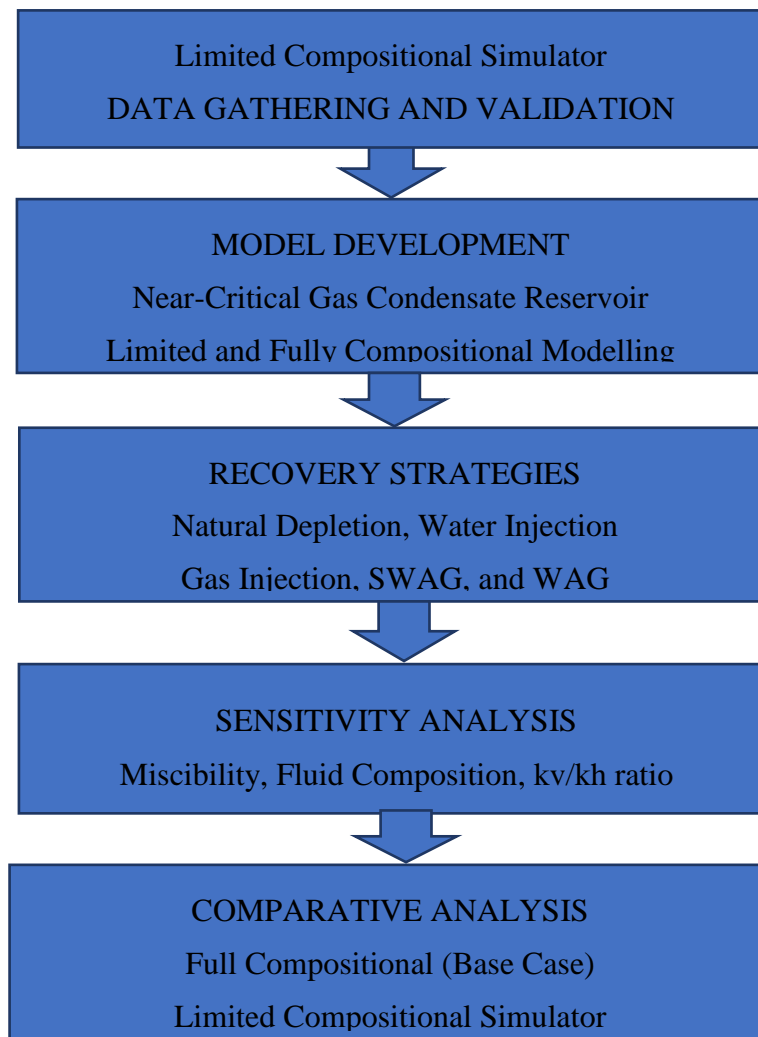 Limited Compositional Simulator
DATA GATHERING AND VALIDATION
MODEL DEVELOPMENT
Near-Critical Gas Condensate Reservoir
Limited and Fully Compositional Modelling
RECOVERY STRATEGIES
Natural Depletion, Water Injection
Gas Injection, SWAG, and WAG
SENSITIVITY ANALYSIS
Miscibility, Fluid Composition, kv/kh ratio
COMPARATIVE ANALYSIS
Full Compositional (Base Case)
Limited Compositional Simulator